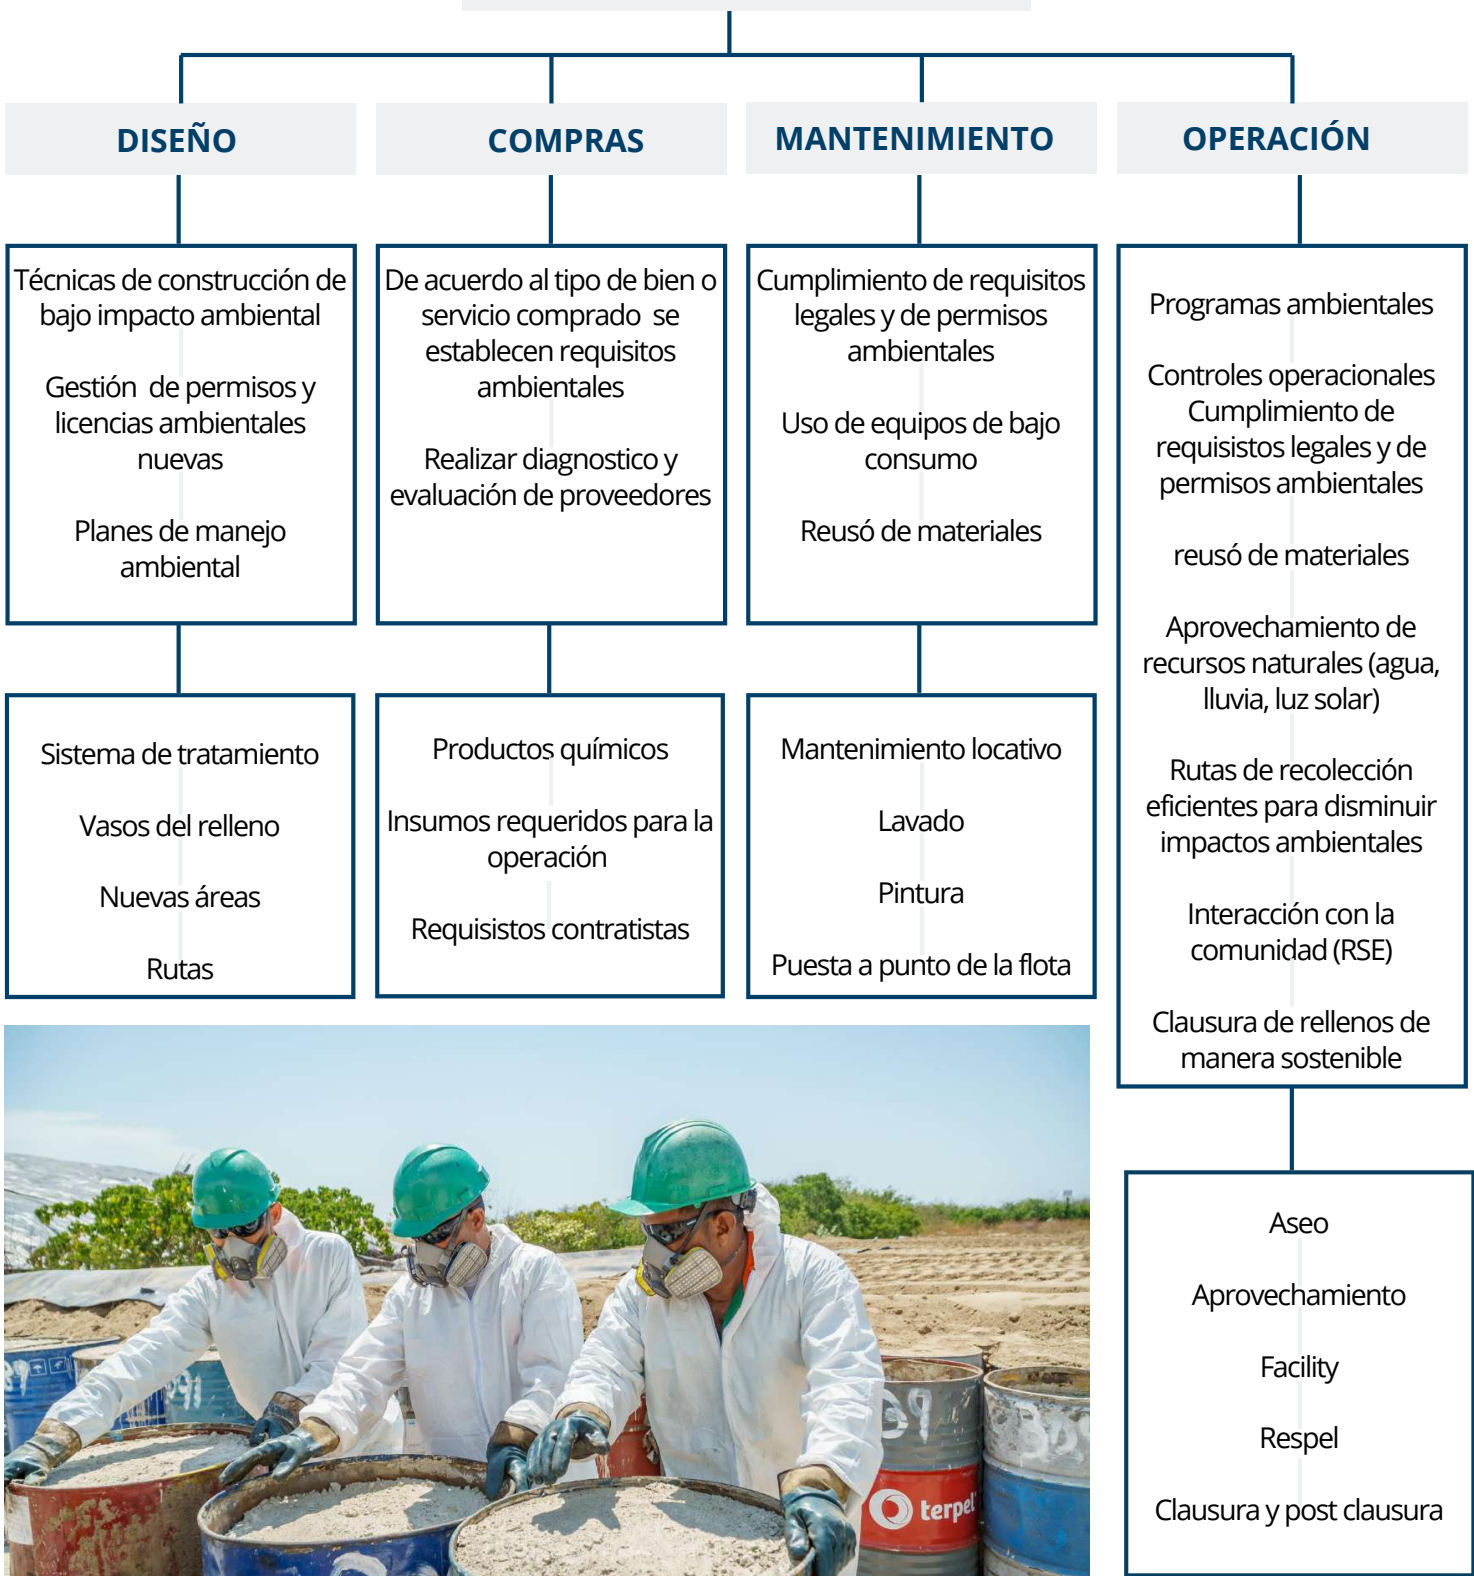 DISEÑO
COMPRAS
MANTENIMIENTO
OPERACIÓN
Técnicas de construcción de
bajo impacto ambiental
Gestión de permisos y
licencias ambientales
nuevas
Planes de manejo
ambiental
De acuerdo al tipo de bien o
servicio comprado se
establecen requisitos
ambientales
Realizar diagnostico y
evaluación de proveedores
Cumplimiento de requisitos
legales y de permisos
ambientales
Uso de equipos de bajo
consumo
Reusó de materiales
Programas ambientales
Controles operacionales
Cumplimiento de
requisistos legales y de
permisos ambientales
reusó de materiales
Aprovechamiento de
recursos naturales (agua,
lluvia, luz solar)
Rutas de recolección
eficientes para disminuir
impactos ambientales
Interacción con la
comunidad (RSE)
Clausura de rellenos de
manera sostenible
Sistema de tratamiento
Vasos del relleno
Nuevas áreas
Rutas
Productos químicos
Insumos requeridos para la
operación
Requisistos contratistas
Mantenimiento locativo
Lavado
Pintura
Puesta a punto de la flota
Aseo
Aprovechamiento
Facility
Respel
Clausura y post clausura
terpel